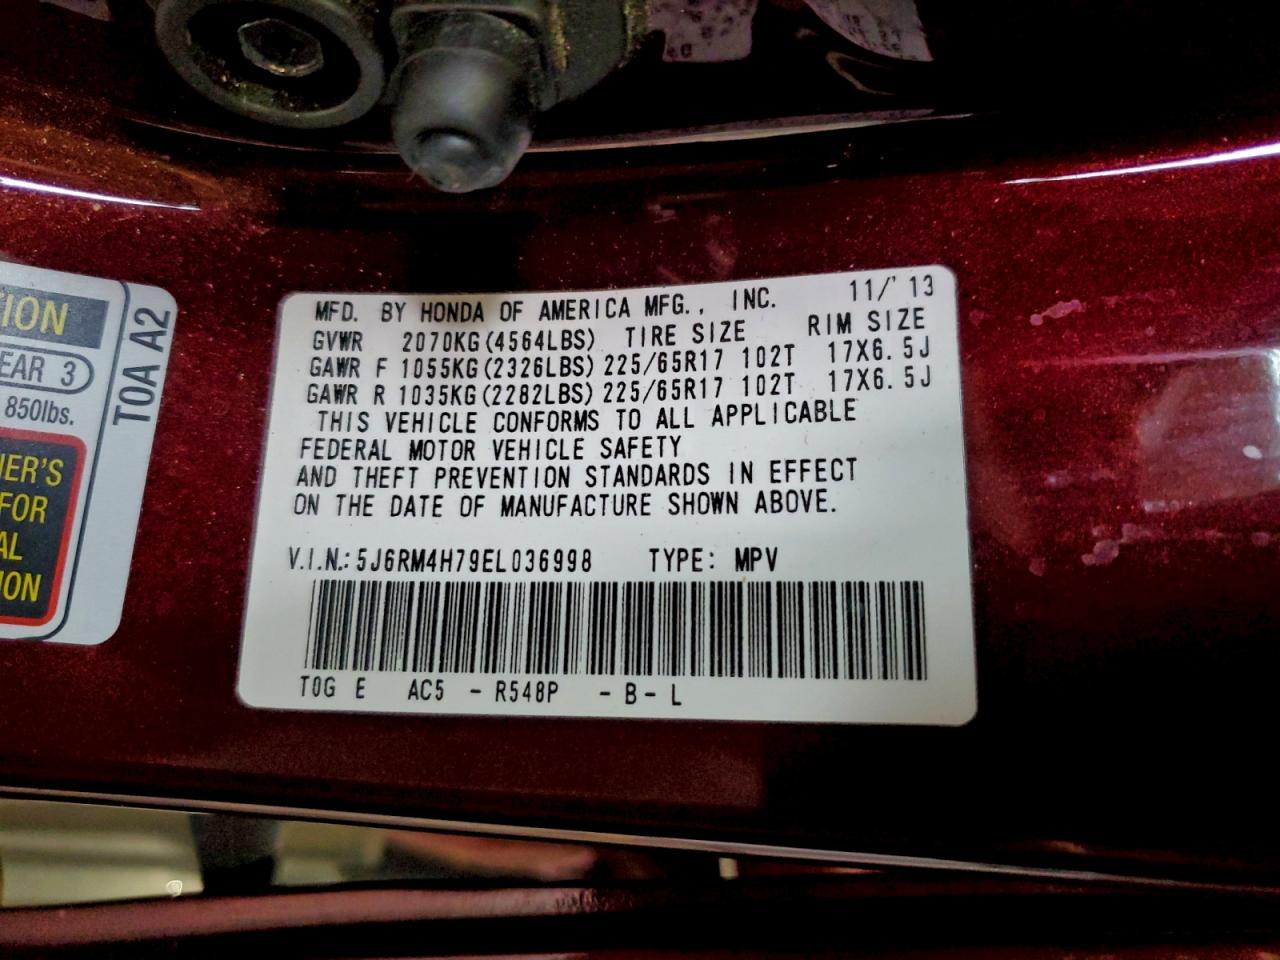 MFD. BY HONDA OF AMERICA MFG., INC. 11/'13
GVWR 2070KG(4564LBS) TIRE SIZE RIM SIZE
GAWR F 1055KG(2326LBS) 225/65R17 102T 17X6.5J
GAWR R 1035KG(2282LBS) 225/65R17 102T 17X6.5J
THIS VEHICLE CONFORMS TO ALL APPLICABLE
FEDERAL MOTOR VEHICLE SAFETY
AND THEFT PREVENTION STANDARDS IN EFFECT
ON THE DATE OF MANUFACTURE SHOWN ABOVE.
V.I.N.: 5J6RM4H79EL036998 TYPE: MPV
T0G E AC5 - R548P - B - L
ION
EAR 3
850lbs.
NER'S
FOR
AL
ION
T0A A2